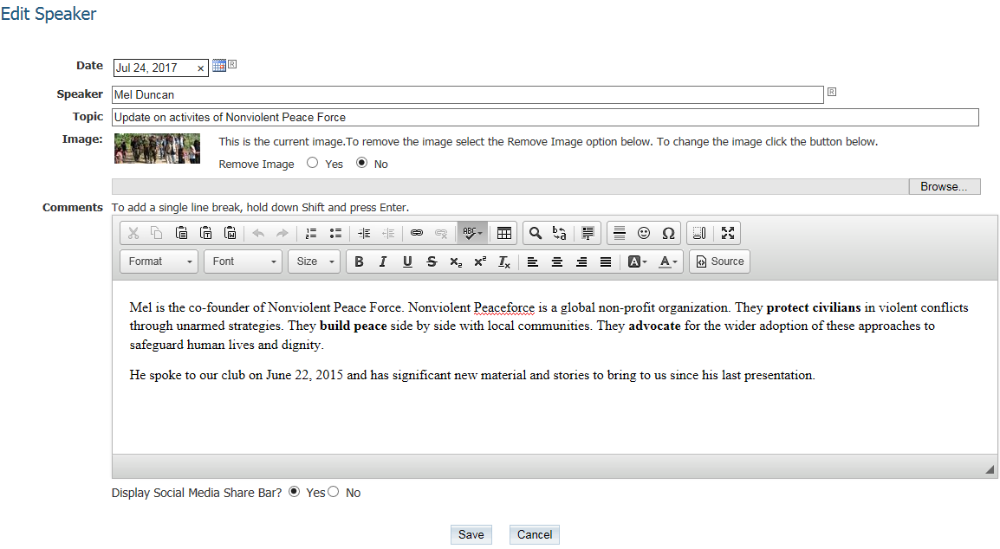 Edit Speaker
Date Jul 24, 2017 × R
Speaker Mel Duncan R
Topic Update on activites of Nonviolent Peace Force
Image: This is the current image.To remove the image select the Remove Image option below. To change the image click the button below.
Remove Image Yes No
Browse...
Comments To add a single line break, hold down Shift and press Enter.
ABC
Format Font Size B I U S x₂ x² Tx A A Source
Mel is the co-founder of Nonviolent Peace Force. Nonviolent Peaceforce is a global non-profit organization. They protect civilians in violent conflicts
through unarmed strategies. They build peace side by side with local communities. They advocate for the wider adoption of these approaches to
safeguard human lives and dignity.
He spoke to our club on June 22, 2015 and has significant new material and stories to bring to us since his last presentation.
Display Social Media Share Bar? Yes No
Save Cancel